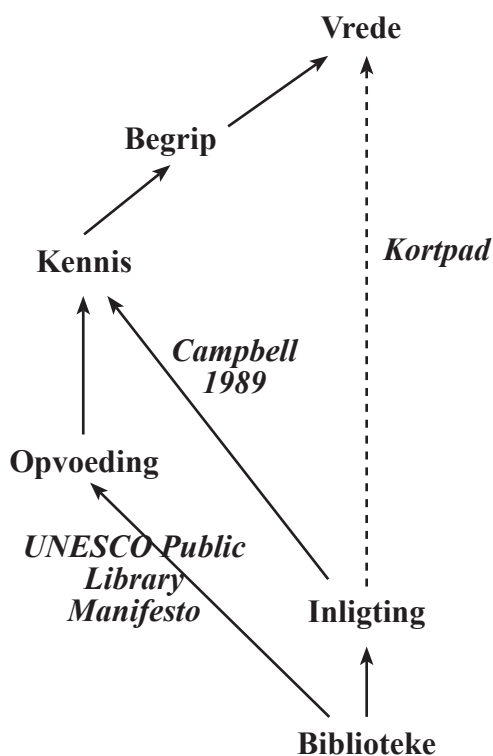 Vrede
Begrip
Kortpad
Kennis
Campbell
1989
Opvoeding
UNESCO Public
Library
Manifesto
Inligting
Biblioteke